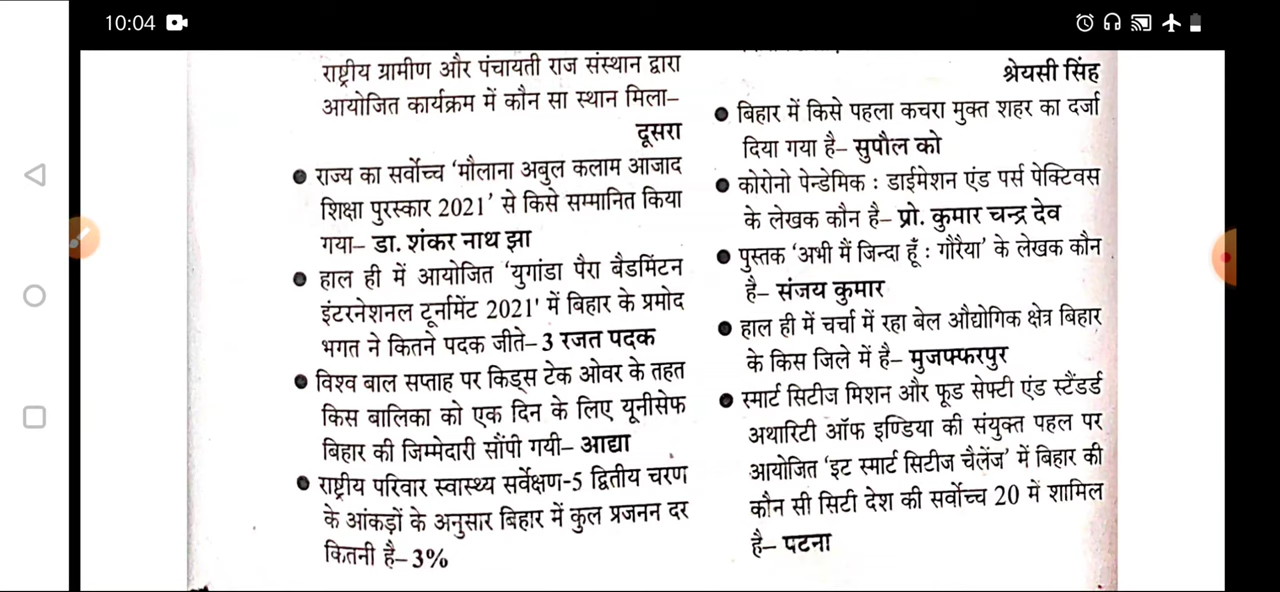 10:04
राष्ट्रीय ग्रामीण और पंचायती राज संस्थान द्वारा
आयोजित कार्यक्रम में कौन सा स्थान मिला–
दूसरा
● राज्य का सर्वोच्च 'मौलाना अबुल कलाम आजाद
शिक्षा पुरस्कार 2021' से किसे सम्मानित किया
गया– डा. शंकर नाथ झा
● हाल ही में आयोजित 'युगांडा पैरा बैडमिंटन
इंटरनेशनल टूर्नामेंट 2021' में बिहार के प्रमोद
भगत ने कितने पदक जीते– 3 रजत पदक
● विश्व बाल सप्ताह पर किड्स टेक ओवर के तहत
किस बालिका को एक दिन के लिए यूनीसेफ
बिहार की जिम्मेदारी सौंपी गयी– आद्या
● राष्ट्रीय परिवार स्वास्थ्य सर्वेक्षण-5 द्वितीय चरण
के आंकड़ों के अनुसार बिहार में कुल प्रजनन दर
कितनी है– 3%
श्रेयसी सिंह
● बिहार में किसे पहला कचरा मुक्त शहर का दर्जा
दिया गया है– सुपौल को
● कोरोनो पेन्डेमिक : डाईमेशन एंड पर्स पेक्टिवस
के लेखक कौन है– प्रो. कुमार चन्द्र देव
● पुस्तक 'अभी मैं जिन्दा हूँ : गौरैया' के लेखक कौन
है– संजय कुमार
● हाल ही में चर्चा में रहा बेल औद्योगिक क्षेत्र बिहार
के किस जिले में है– मुजफ्फरपुर
● स्मार्ट सिटीज मिशन और फूड सेफ्टी एंड स्टैंडर्ड
अथारिटी ऑफ इण्डिया की संयुक्त पहल पर
आयोजित 'इट स्मार्ट सिटीज चैलेंज' में बिहार की
कौन सी सिटी देश की सर्वोच्च 20 में शामिल
है– पटना